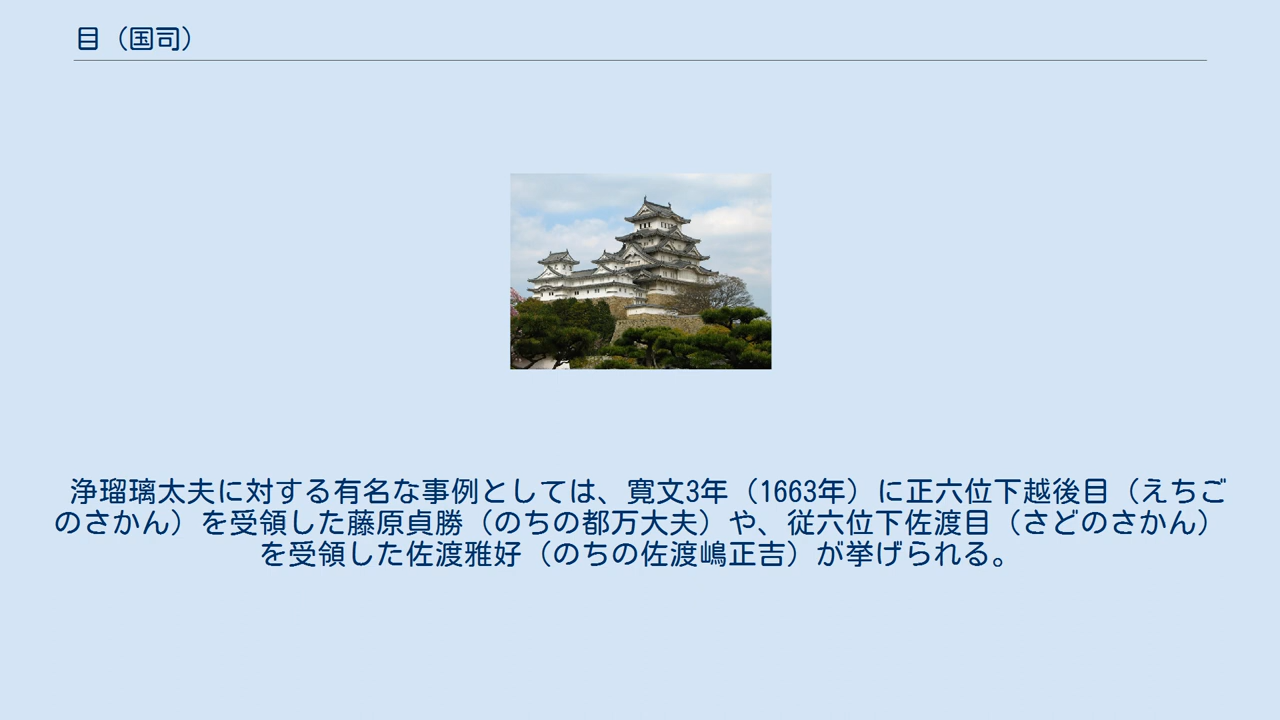 目（国司）
浄瑠璃太夫に対する有名な事例としては、寛文3年（1663年）に正六位下越後目（えちご
のさかん）を受領した藤原貞勝（のちの都万大夫）や、従六位下佐渡目（さどのさかん）
を受領した佐渡雅好（のちの佐渡嶋正吉）が挙げられる。